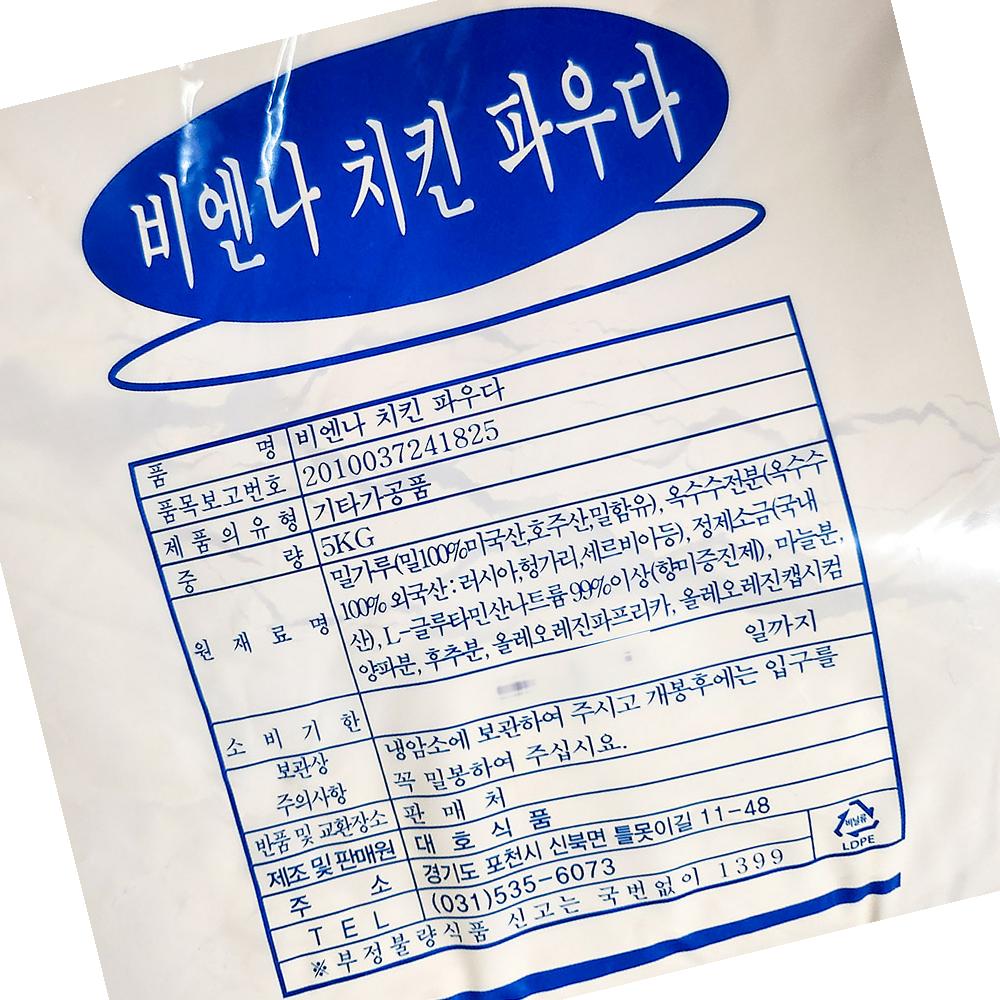 비엔나 치킨 파우다
품 명 비엔나 치킨 파우다
품목보고번호 2010037241825
제품의유형 기타가공품
중 량 5KG
원 재 료 명 밀가루(밀100%미국산,호주산,밀함유), 옥수수전분(옥수수
100% 외국산 : 러시아,헝가리,세르비아등), 정제소금(국내
산), L-글루타민산나트륨 99%이상(향미증진제), 마늘분,
양파분, 후추분, 올레오레진파프리카, 올레오레진캡시컴
소 비 기 한 일까지
보관상 주의사항 냉암소에 보관하여 주시고 개봉후에는 입구를
꼭 밀봉하여 주십시요.
반품 및 교환장소 판 매 처
제조 및 판매원 대 호 식 품
주 소 경기도 포천시 신북면 틀못이길 11-48
T E L (031)535-6073
※ 부정불량식품 신고는 국번없이 1399
비닐류
LDPE